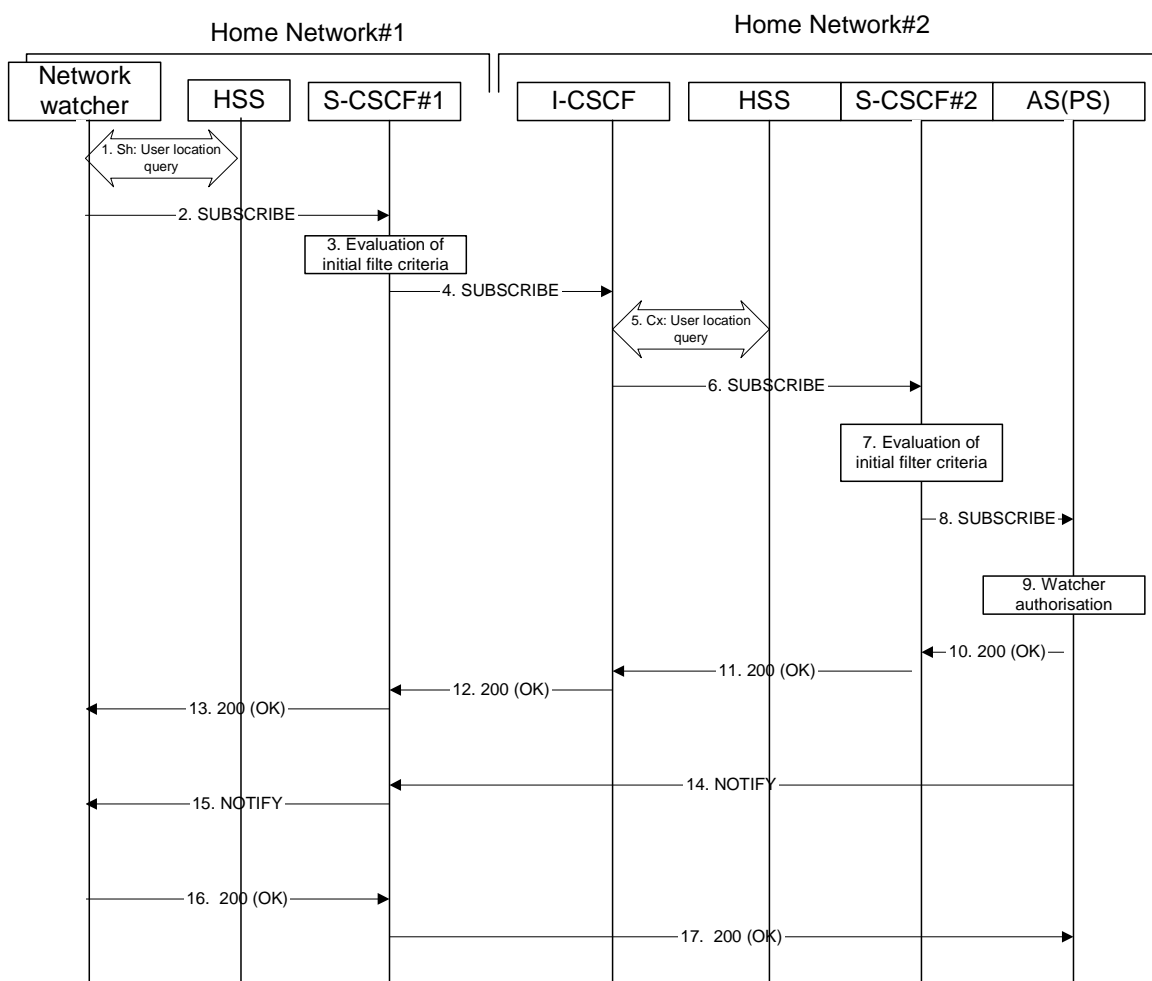 Home Network#1
Home Network#2
Network
watcher
HSS
S-CSCF#1
I-CSCF
HSS
S-CSCF#2
AS(PS)
1. Sh: User location
query
2. SUBSCRIBE
3. Evaluation of
initial filte criteria
4. SUBSCRIBE
5. Cx: User location
query
6. SUBSCRIBE
7. Evaluation of
initial filter criteria
8. SUBSCRIBE
9. Watcher
authorisation
10. 200 (OK)
11. 200 (OK)
12. 200 (OK)
13. 200 (OK)
14. NOTIFY
15. NOTIFY
16. 200 (OK)
17. 200 (OK)